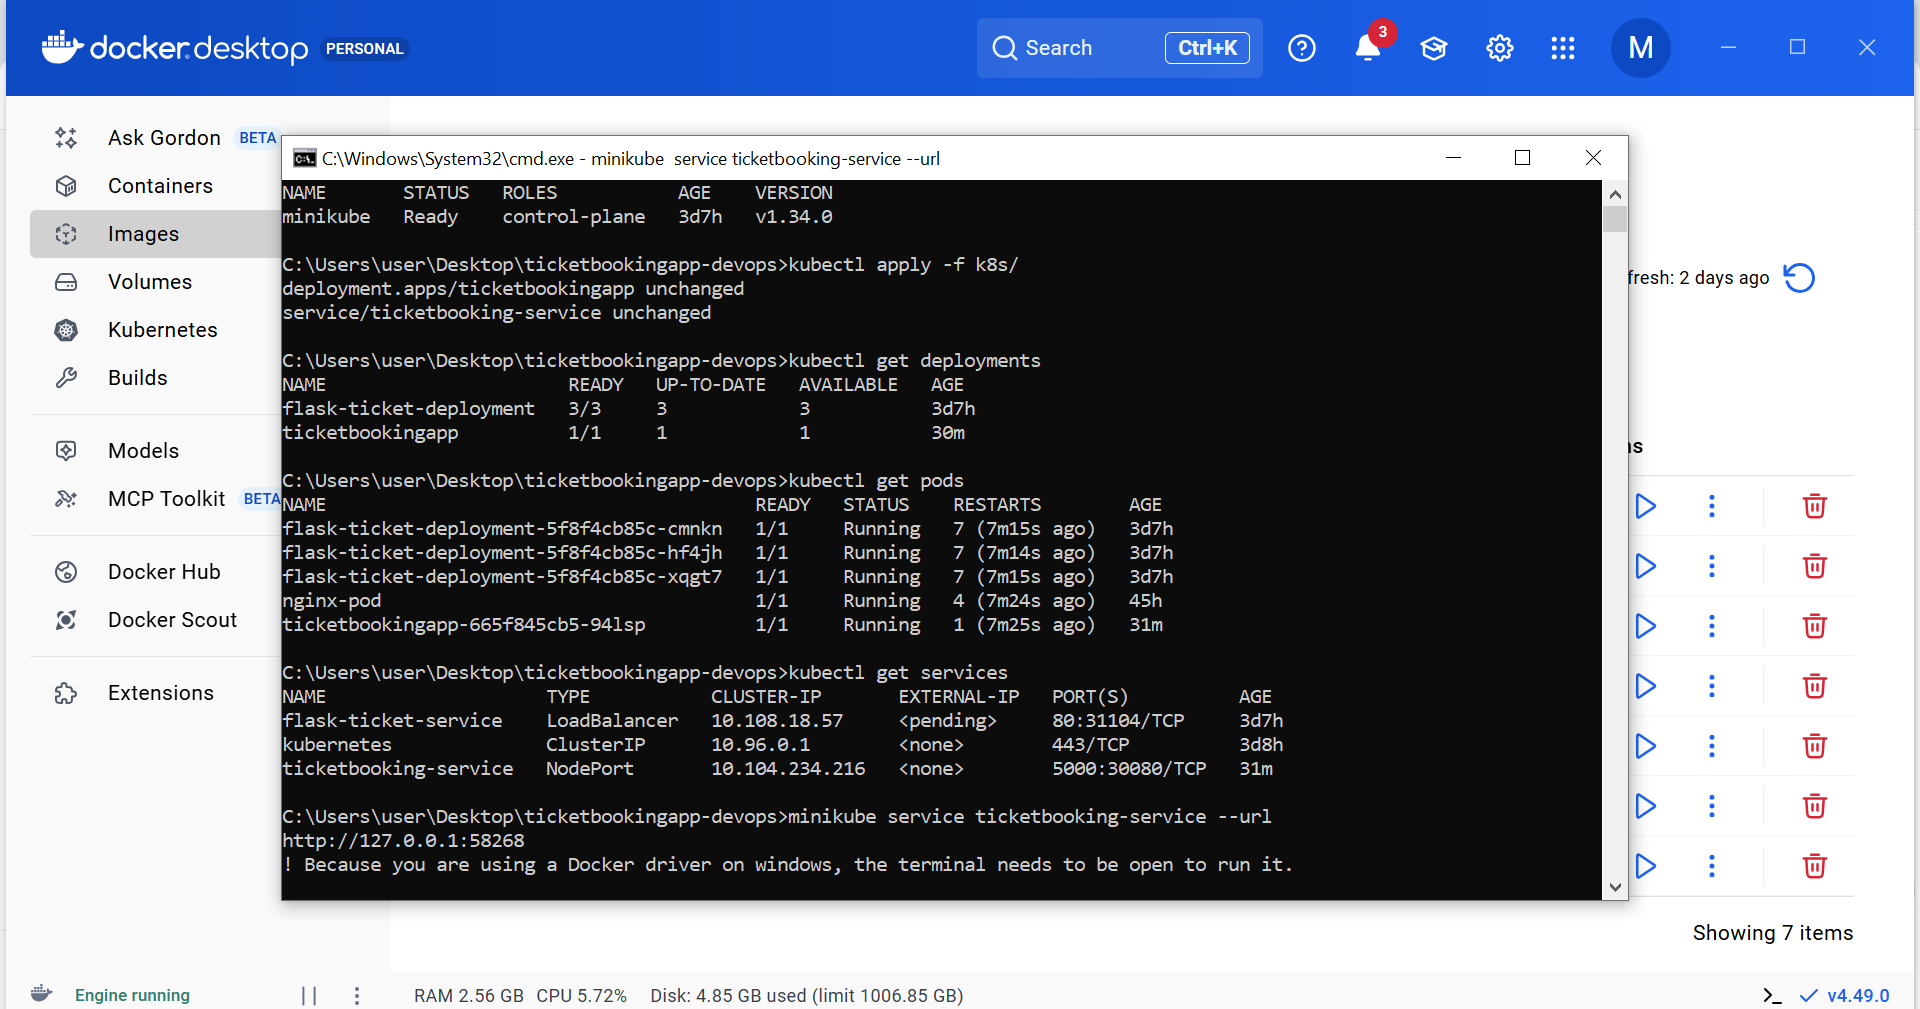 docker.desktop PERSONAL
Search Ctrl+K
3
M
Ask Gordon BETA
Containers
Images
Volumes
Kubernetes
Builds
Models
MCP Toolkit BETA
Docker Hub
Docker Scout
Extensions
C:\Windows\System32\cmd.exe - minikube  service ticketbooking-service --url
NAME       STATUS   ROLES           AGE    VERSION
minikube   Ready    control-plane   3d7h   v1.34.0
C:\Users\user\Desktop\ticketbookingapp-devops>kubectl apply -f k8s/
deployment.apps/ticketbookingapp unchanged
service/ticketbooking-service unchanged
C:\Users\user\Desktop\ticketbookingapp-devops>kubectl get deployments
NAME                      READY   UP-TO-DATE   AVAILABLE   AGE
flask-ticket-deployment   3/3     3            3           3d7h
ticketbookingapp          1/1     1            1           30m
C:\Users\user\Desktop\ticketbookingapp-devops>kubectl get pods
NAME                                       READY   STATUS    RESTARTS        AGE
flask-ticket-deployment-5f8f4cb85c-cmnkn   1/1     Running   7 (7m15s ago)   3d7h
flask-ticket-deployment-5f8f4cb85c-hf4jh   1/1     Running   7 (7m14s ago)   3d7h
flask-ticket-deployment-5f8f4cb85c-xqgt7   1/1     Running   7 (7m15s ago)   3d7h
nginx-pod                                  1/1     Running   4 (7m24s ago)   45h
ticketbookingapp-665f845cb5-94lsp          1/1     Running   1 (7m25s ago)   31m
C:\Users\user\Desktop\ticketbookingapp-devops>kubectl get services
NAME                    TYPE           CLUSTER-IP       EXTERNAL-IP   PORT(S)          AGE
flask-ticket-service    LoadBalancer   10.108.18.57     <pending>     80:31104/TCP     3d7h
kubernetes              ClusterIP      10.96.0.1        <none>        443/TCP          3d8h
ticketbooking-service   NodePort       10.104.234.216   <none>        5000:30080/TCP   31m
C:\Users\user\Desktop\ticketbookingapp-devops>minikube service ticketbooking-service --url
http://127.0.0.1:58268
! Because you are using a Docker driver on windows, the terminal needs to be open to run it.
fresh: 2 days ago
ns
Showing 7 items
Engine running
RAM 2.56 GB CPU 5.72% Disk: 4.85 GB used (limit 1006.85 GB)
v4.49.0